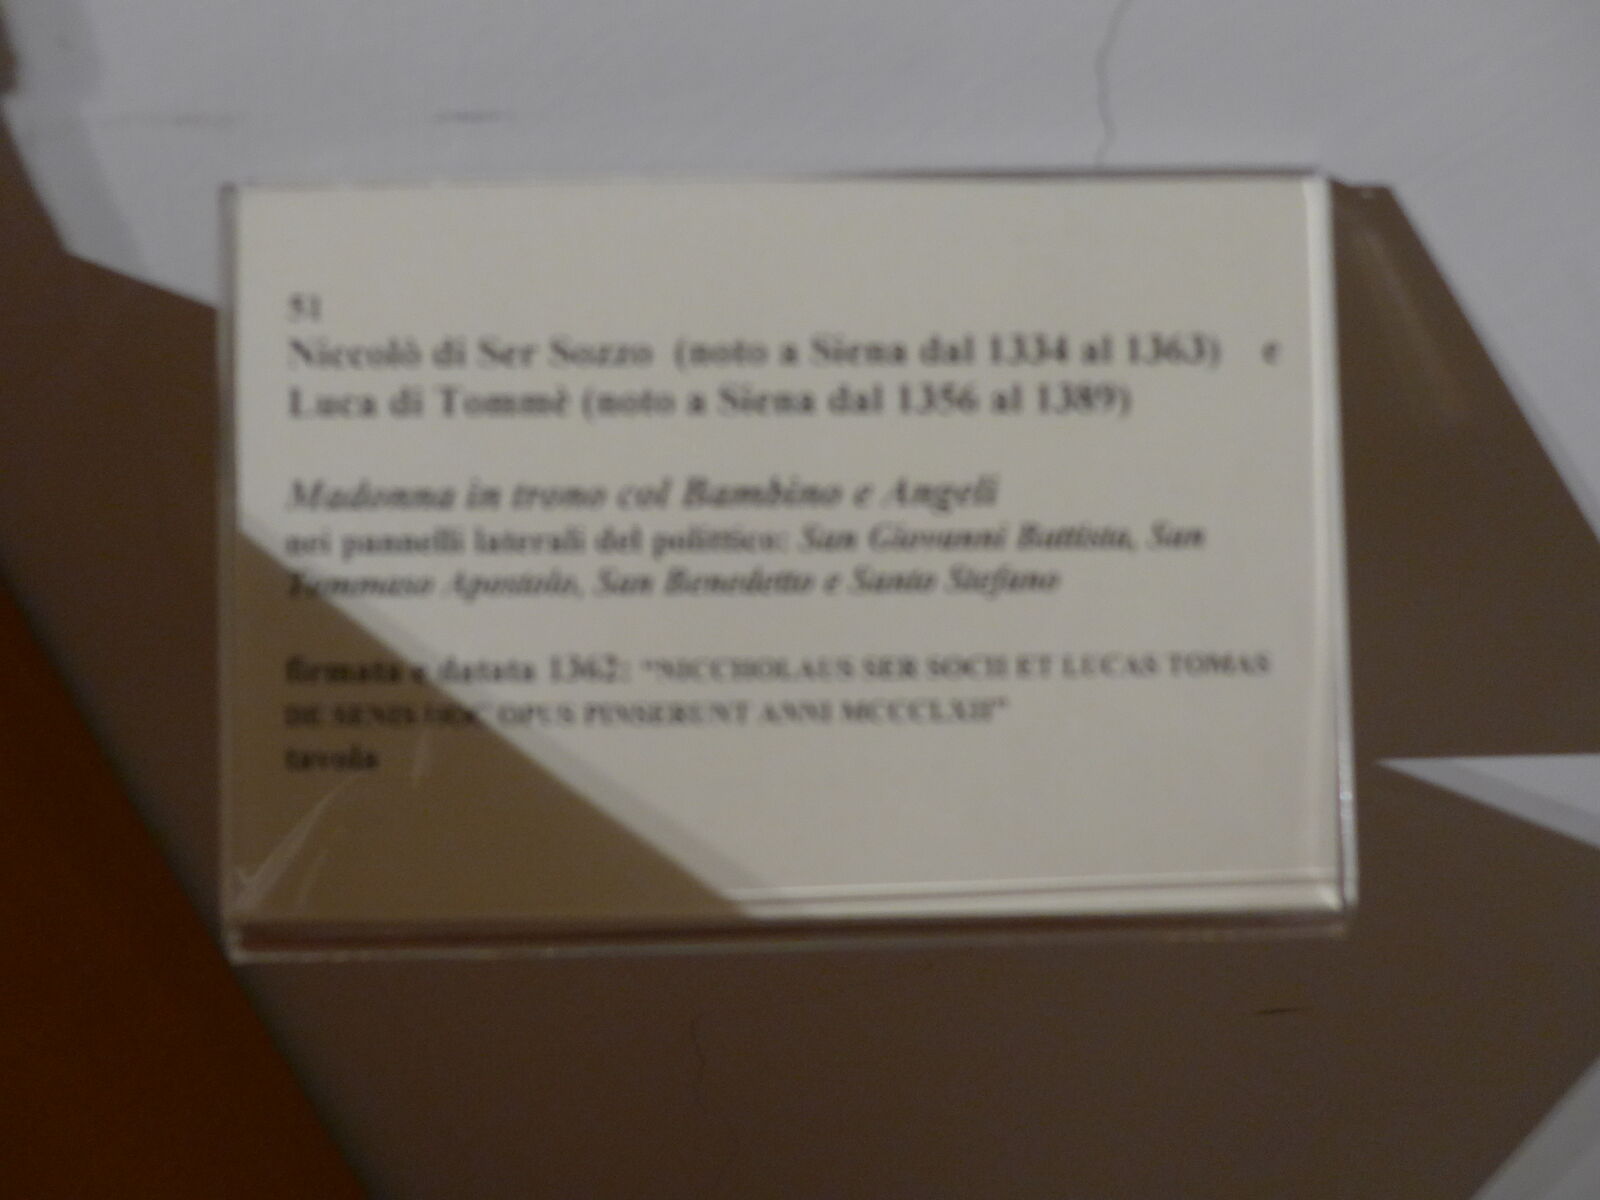 51
Niccolò di Ser Sozzo (noto a Siena dal 1334 al 1363) e
Luca di Tommè (noto a Siena dal 1356 al 1389)
Madonna in trono col Bambino e Angeli
nei pannelli laterali del polittico: San Giovanni Battista, San
Tommaso Apostolo, San Benedetto e Santo Stefano
firmata e datata 1362: “NICCHOLAUS SER SOCII ET LUCAS TOMAS
DE SENIS HOC OPUS PINSERUNT ANNI MCCCLXII”
tavola